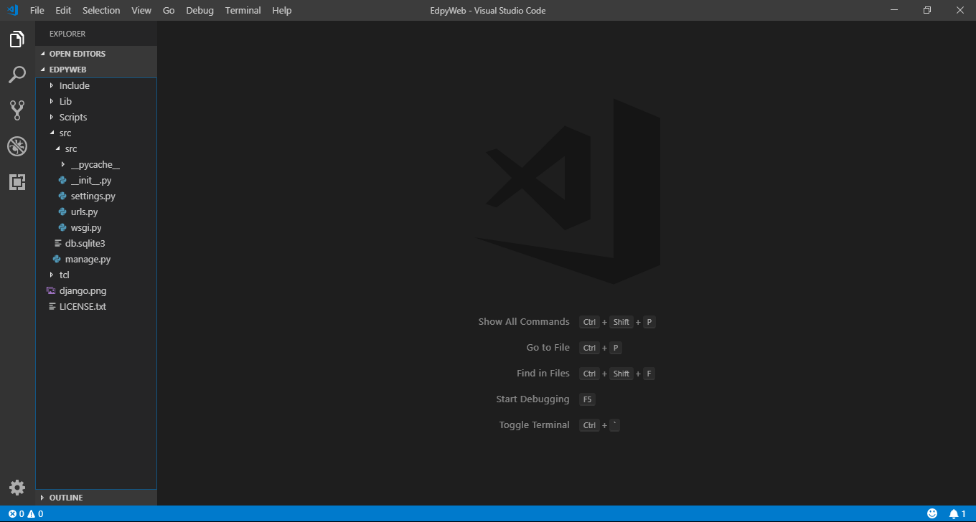 File Edit Selection View Go Debug Terminal Help EdpyWeb - Visual Studio Code
EXPLORER
OPEN EDITORS
EDPYWEB
Include
Lib
Scripts
src
src
__pycache__
__init__.py
settings.py
urls.py
wsgi.py
db.sqlite3
manage.py
tcl
django.png
LICENSE.txt
Show All Commands Ctrl + Shift + P
Go to File Ctrl + P
Find in Files Ctrl + Shift + F
Start Debugging F5
Toggle Terminal Ctrl + `
OUTLINE
0 0 1